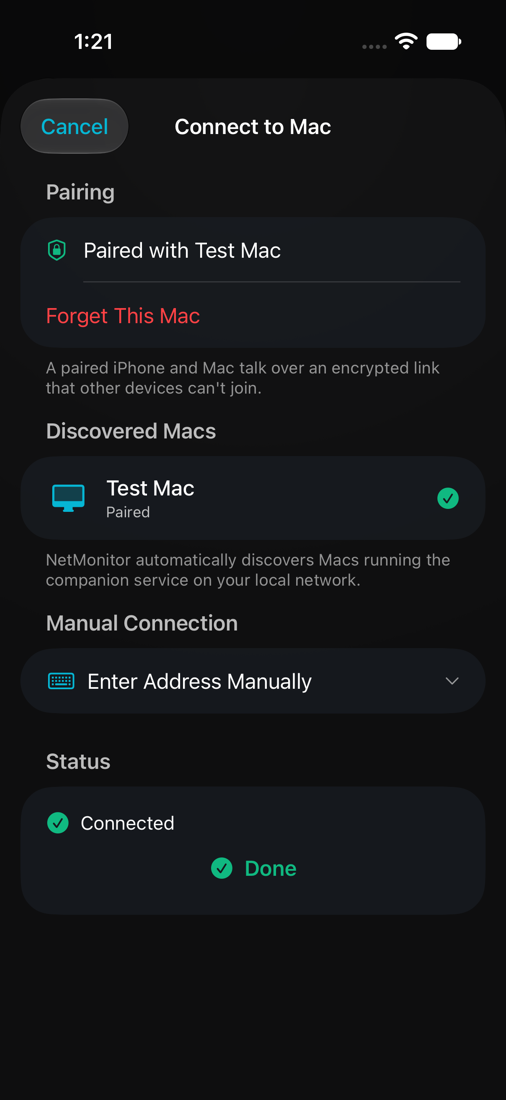 1:21
Cancel
Connect to Mac
Pairing
Paired with Test Mac
Forget This Mac
A paired iPhone and Mac talk over an encrypted link
that other devices can't join.
Discovered Macs
Test Mac
Paired
NetMonitor automatically discovers Macs running the
companion service on your local network.
Manual Connection
Enter Address Manually
Status
Connected
Done